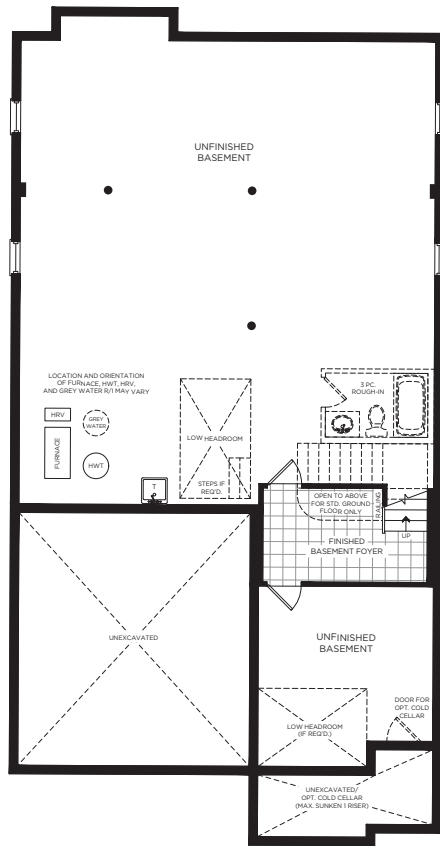 UNFINISHED
BASEMENT
LOCATION AND ORIENTATION
OF FURNACE, HWT, HRV,
AND GREY WATER R/I MAY VARY
HRV
GREY
WATER
FURNACE
HWT
LOW HEADROOM
STEPS IF
REQ'D.
T
3 PC.
ROUGH-IN
OPEN TO ABOVE
FOR STD. GROUND
FLOOR ONLY
RAILING
UP
FINISHED
BASEMENT FOYER
UNEXCAVATED
UNFINISHED
BASEMENT
DOOR FOR
OPT. COLD
CELLAR
LOW HEADROOM
(IF REQ'D.)
UNEXCAVATED/
OPT. COLD CELLAR
(MAX. SUNKEN 1 RISER)